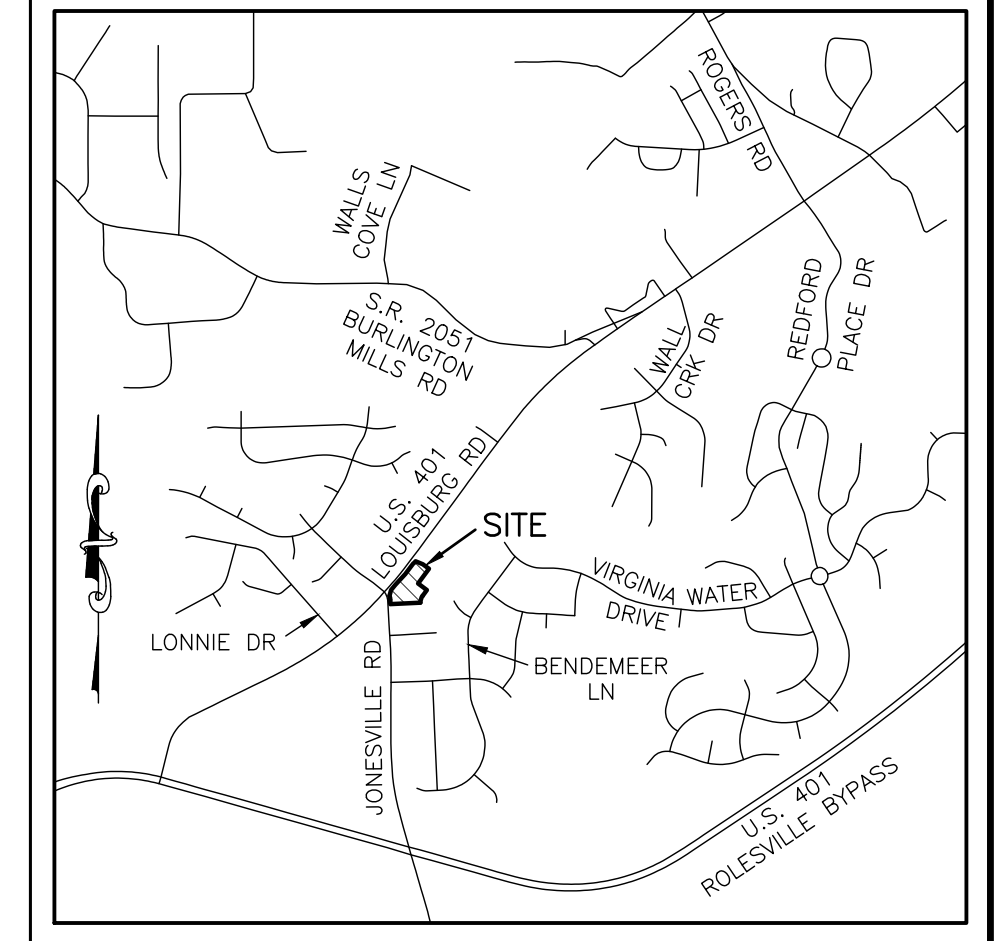 ROGERS RD
WALLS
COVE LN
S.R. 2051
BURLINGTON
MILLS RD
REDFORD
PLACE DR
WALL
CRK DR
U.S. 401
LOUISBURG RD
SITE
VIRGINIA WATER
DRIVE
LONNIE DR
BENDEMEER
LN
JONESVILLE RD
U.S. 401
ROLESVILLE BYPASS